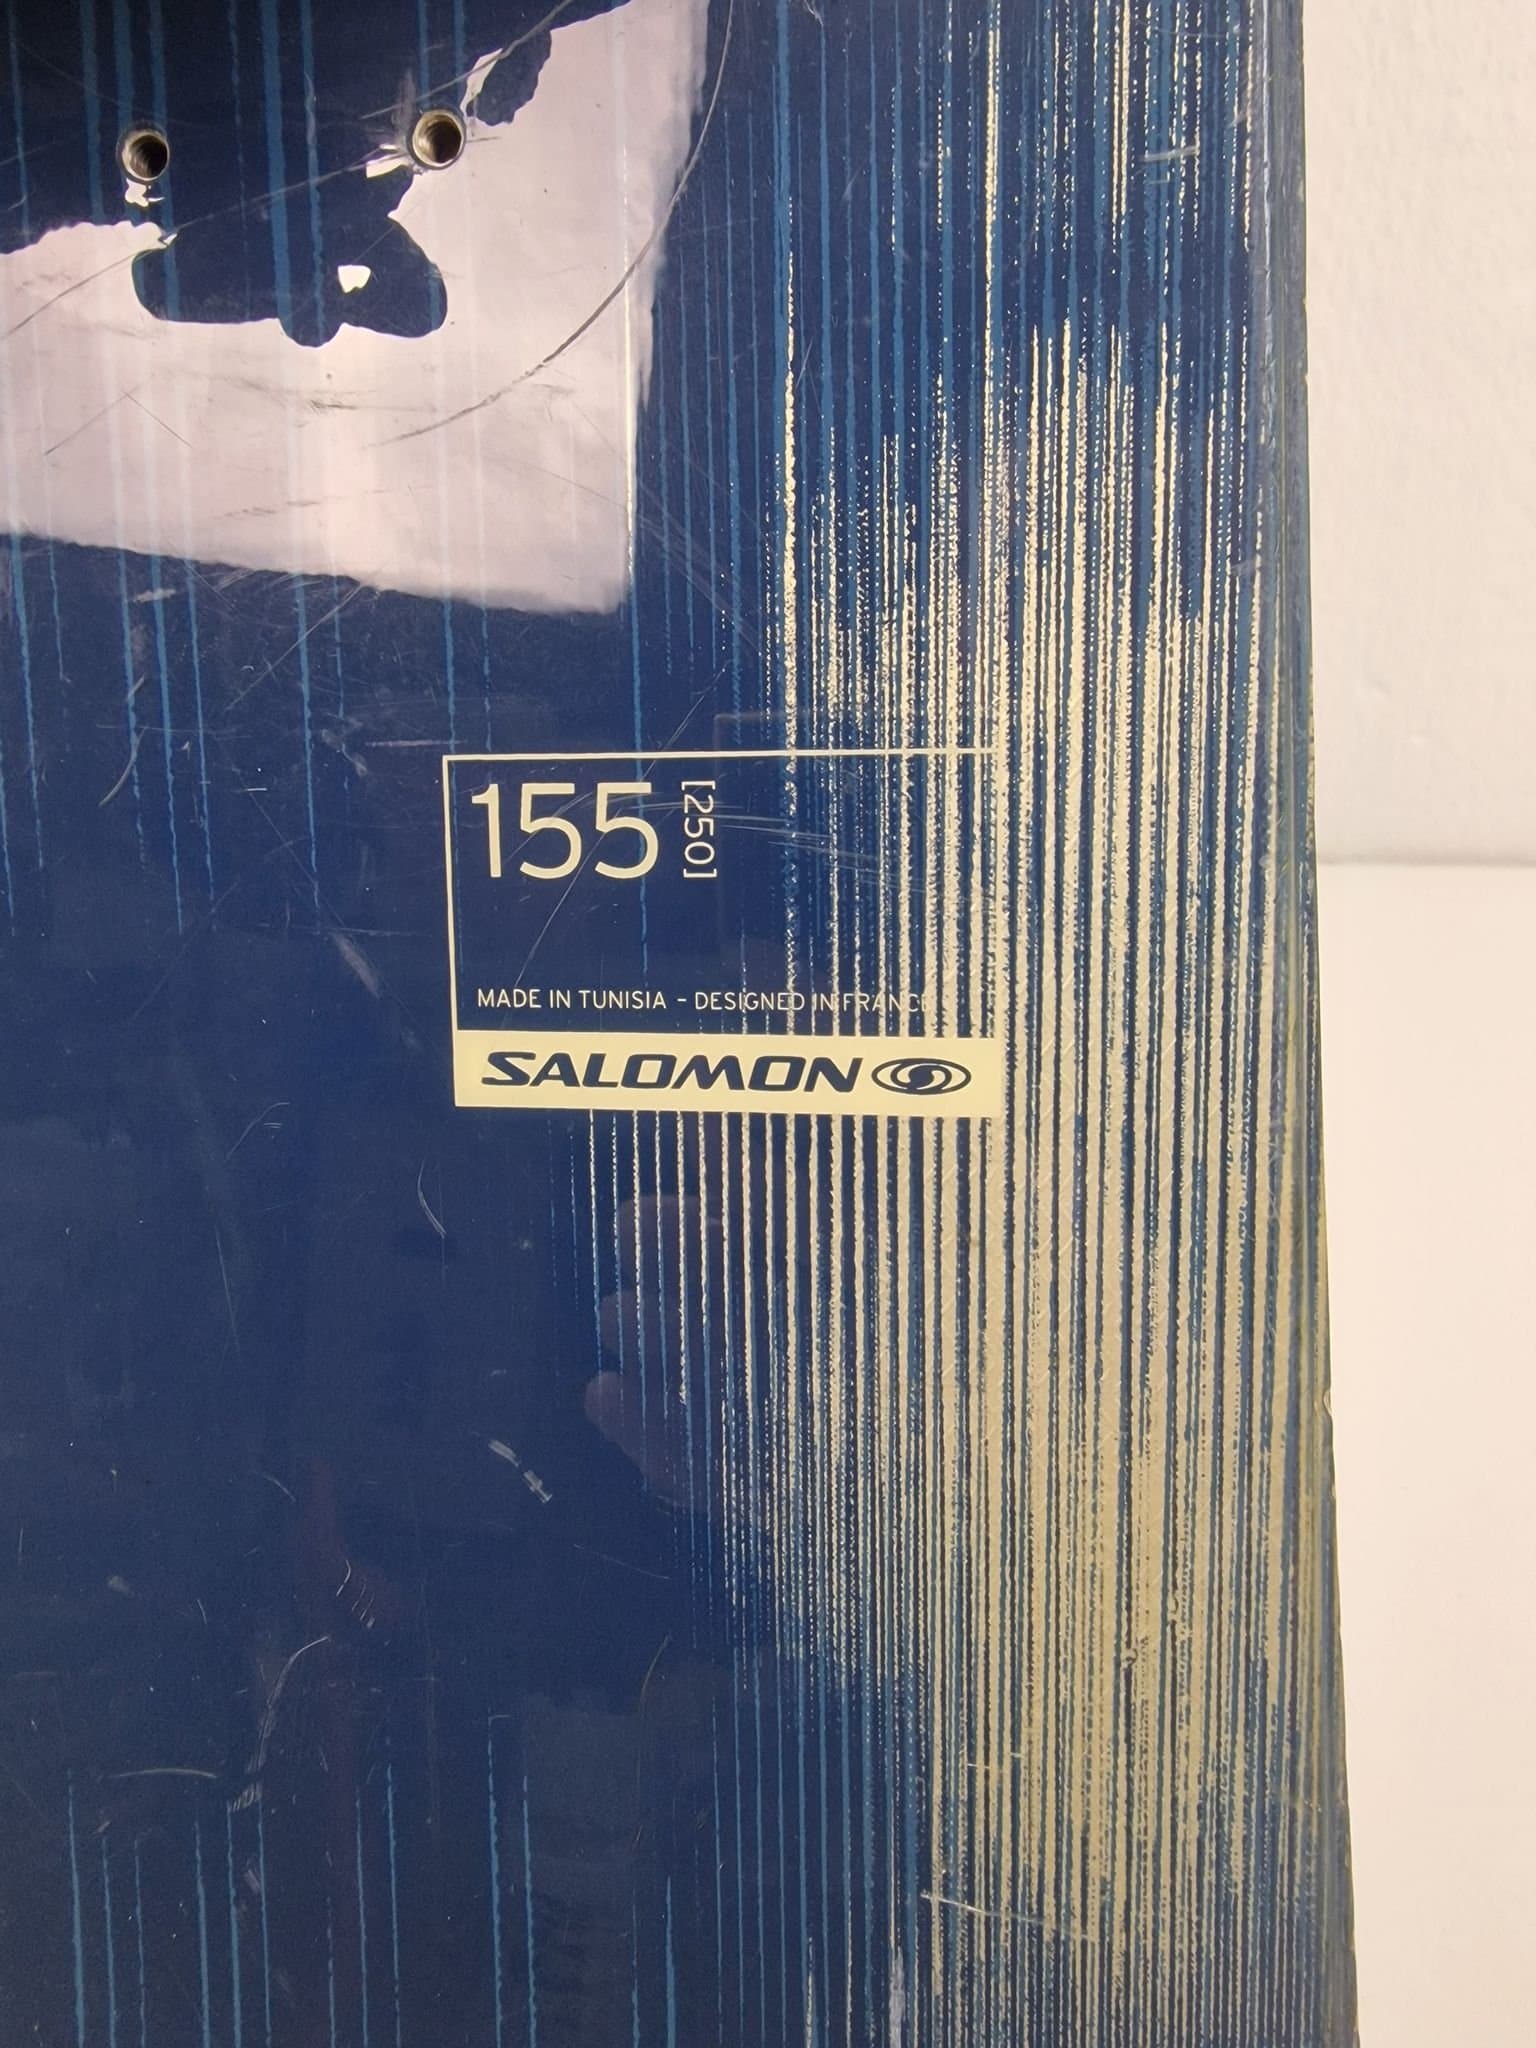 155 [250]
MADE IN TUNISIA - DESIGNED IN FRANCE
SALOMON